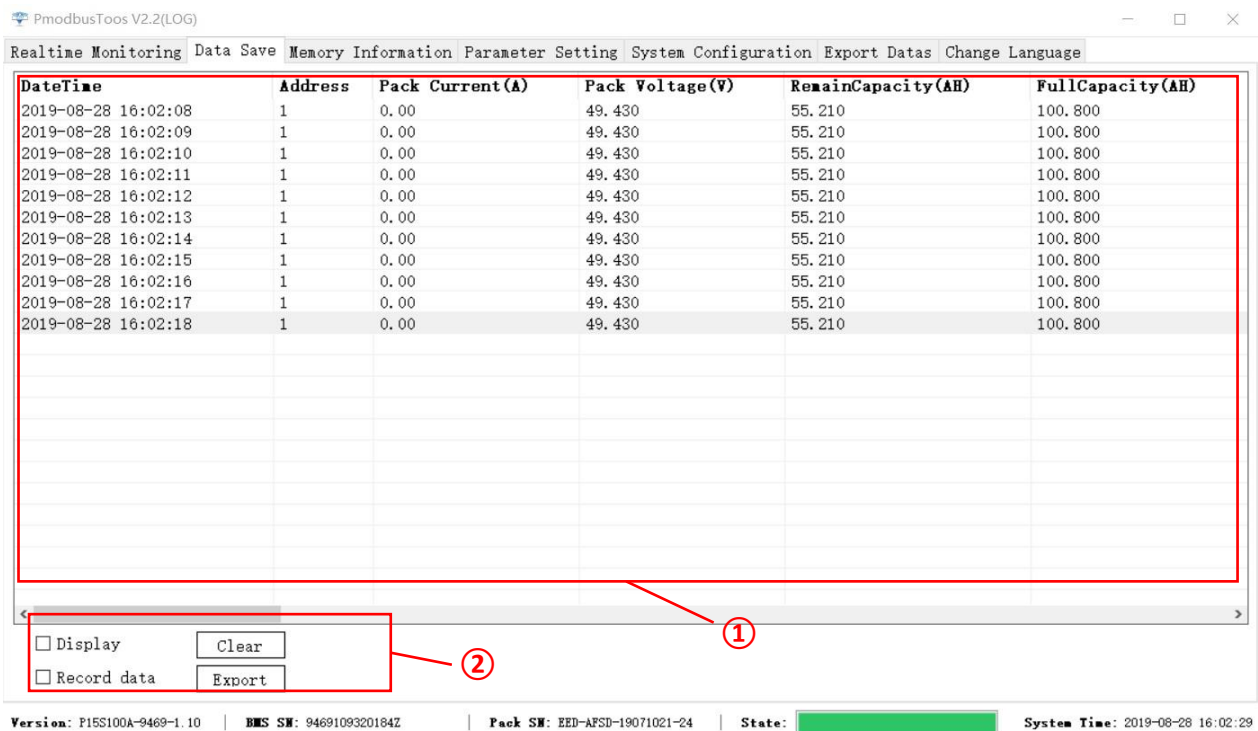 PmodbusToos V2.2(LOG)
Realtime Monitoring Data Save Memory Information Parameter Setting System Configuration Export Datas Change Language
DateTime Address Pack Current(A) Pack Voltage(V) RemainCapacity(AH) FullCapacity(AH)
2019-08-28 16:02:08 1 0.00 49.430 55.210 100.800
2019-08-28 16:02:09 1 0.00 49.430 55.210 100.800
2019-08-28 16:02:10 1 0.00 49.430 55.210 100.800
2019-08-28 16:02:11 1 0.00 49.430 55.210 100.800
2019-08-28 16:02:12 1 0.00 49.430 55.210 100.800
2019-08-28 16:02:13 1 0.00 49.430 55.210 100.800
2019-08-28 16:02:14 1 0.00 49.430 55.210 100.800
2019-08-28 16:02:15 1 0.00 49.430 55.210 100.800
2019-08-28 16:02:16 1 0.00 49.430 55.210 100.800
2019-08-28 16:02:17 1 0.00 49.430 55.210 100.800
2019-08-28 16:02:18 1 0.00 49.430 55.210 100.800
①
Display Clear
②
Record data Export
Version: P15S100A-9469-1.10 | BMS SN: 9469109320184Z | Pack SN: EED-AFSD-19071021-24 | State: System Time: 2019-08-28 16:02:29